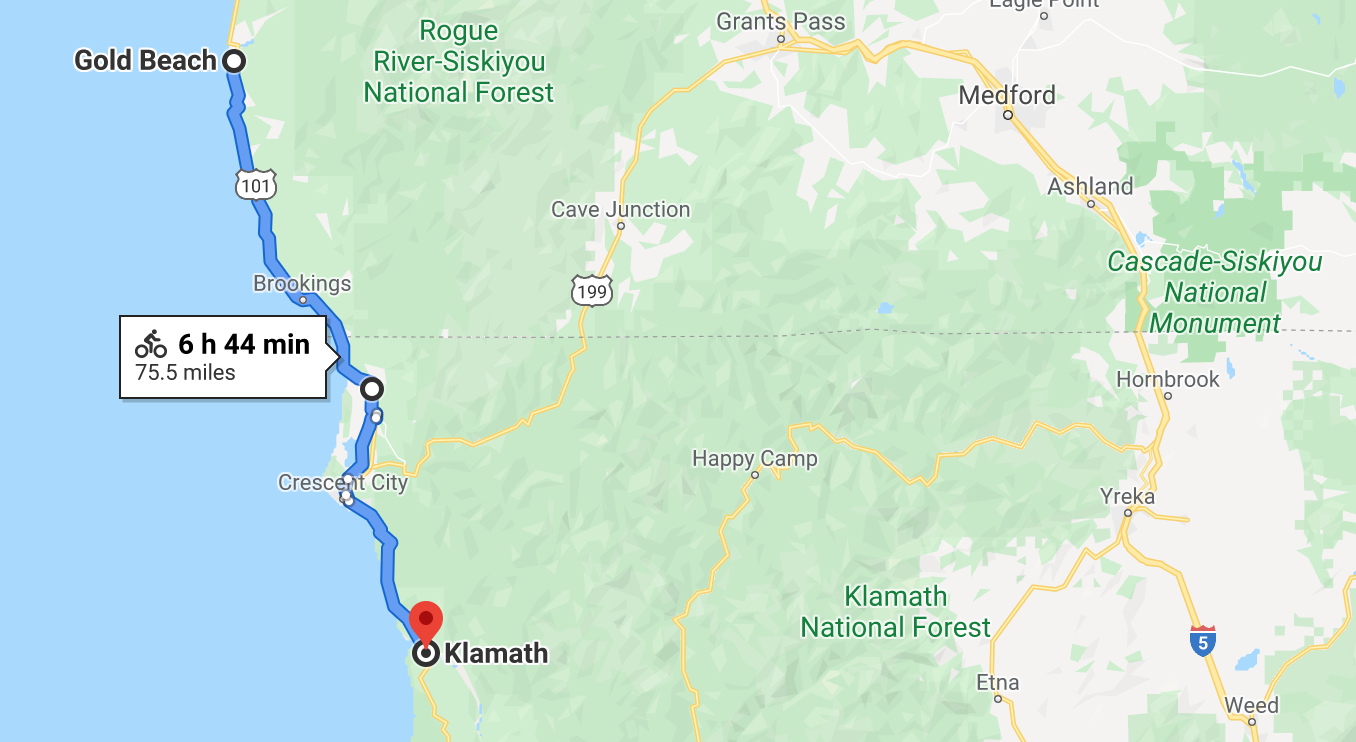 Eagle Point
Grants Pass
Rogue
River-Siskiyou
National Forest
Gold Beach
Medford
101
Ashland
Cave Junction
Cascade-Siskiyou
National
Monument
Brookings
199
6 h 44 min
75.5 miles
Hornbrook
Happy Camp
Crescent City
Yreka
Klamath
National Forest
5
Klamath
Etna
Weed